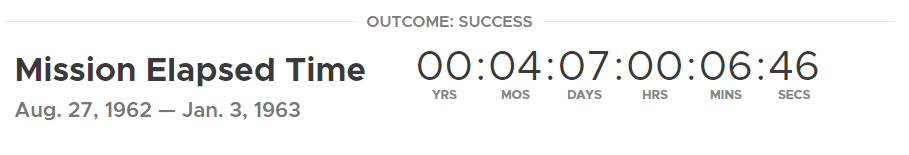 OUTCOME: SUCCESS
Mission Elapsed Time
Aug. 27, 1962 — Jan. 3, 1963
00:04:07:00:06:46
YRS MOS DAYS HRS MINS SECS